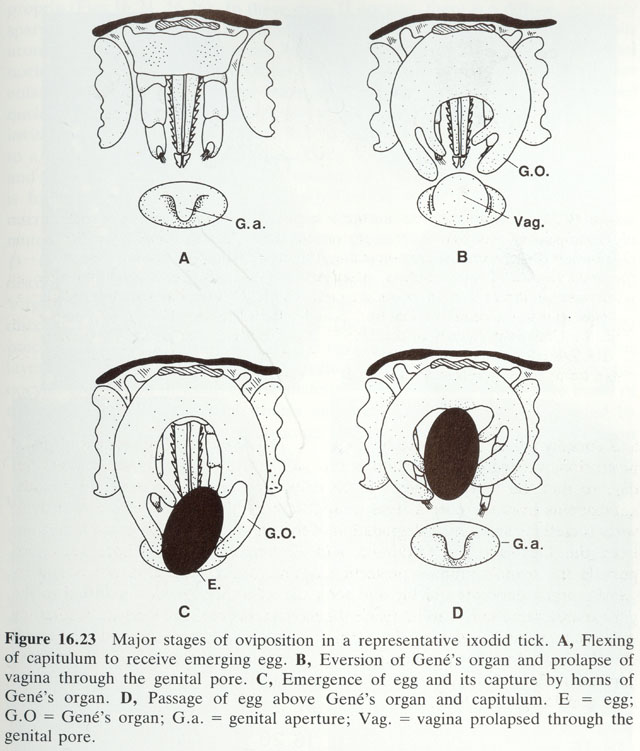 G.a.
A
G.O.
Vag.
B
G.O.
E.
C
G.a.
D
Figure 16.23 Major stages of oviposition in a representative ixodid tick. A, Flexing
of capitulum to receive emerging egg. B, Eversion of Gené's organ and prolapse of
vagina through the genital pore. C, Emergence of egg and its capture by horns of
Gené's organ. D, Passage of egg above Gené's organ and capitulum. E = egg;
G.O = Gené's organ; G.a. = genital aperture; Vag. = vagina prolapsed through the
genital pore.